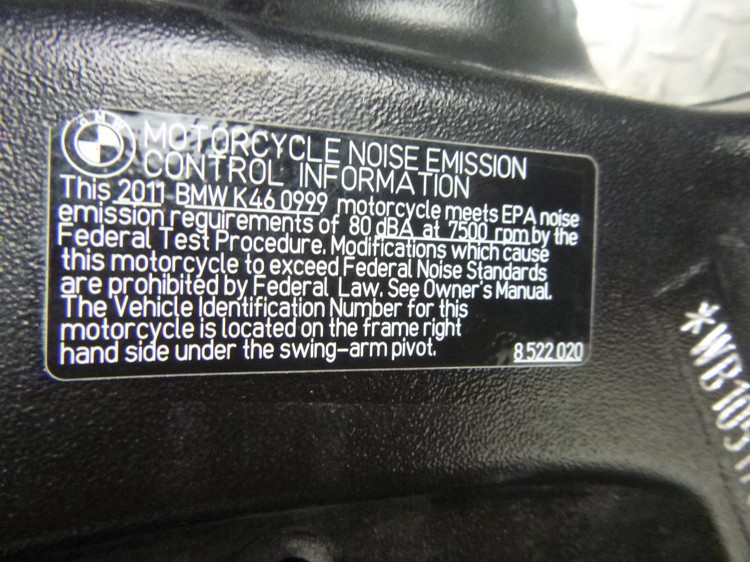 BMW
MOTORCYCLE NOISE EMISSION
CONTROL INFORMATION
This 2011 BMW K46 0999 motorcycle meets EPA noise
emission requirements of 80 dBA at 7500 rpm by the
Federal Test Procedure. Modifications which cause
this motorcycle to exceed Federal Noise Standards
are prohibited by Federal Law. See Owner's Manual.
The Vehicle Identification Number for this
motorcycle is located on the frame right
hand side under the swing-arm pivot.
8.522.020
*WB1051